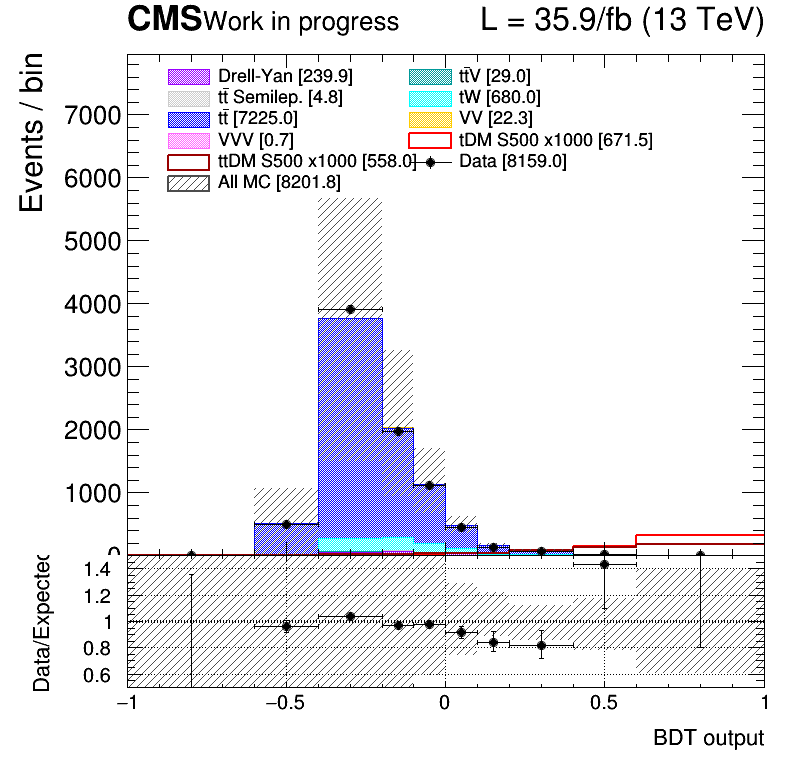 CMS Work in progress L = 35.9/fb (13 TeV)
Events / bin
Drell-Yan [239.9] tt̄V [29.0]
tt̄ Semilep. [4.8] tW [680.0]
tt̄ [7225.0] VV [22.3]
VVV [0.7] tDM S500 x1000 [671.5]
ttDM S500 x1000 [558.0] Data [8159.0]
All MC [8201.8]
7000
6000
5000
4000
3000
2000
1000
0
Data/Expected
1.4
1.2
1
0.8
0.6
−1 −0.5 0 0.5 1
BDT output